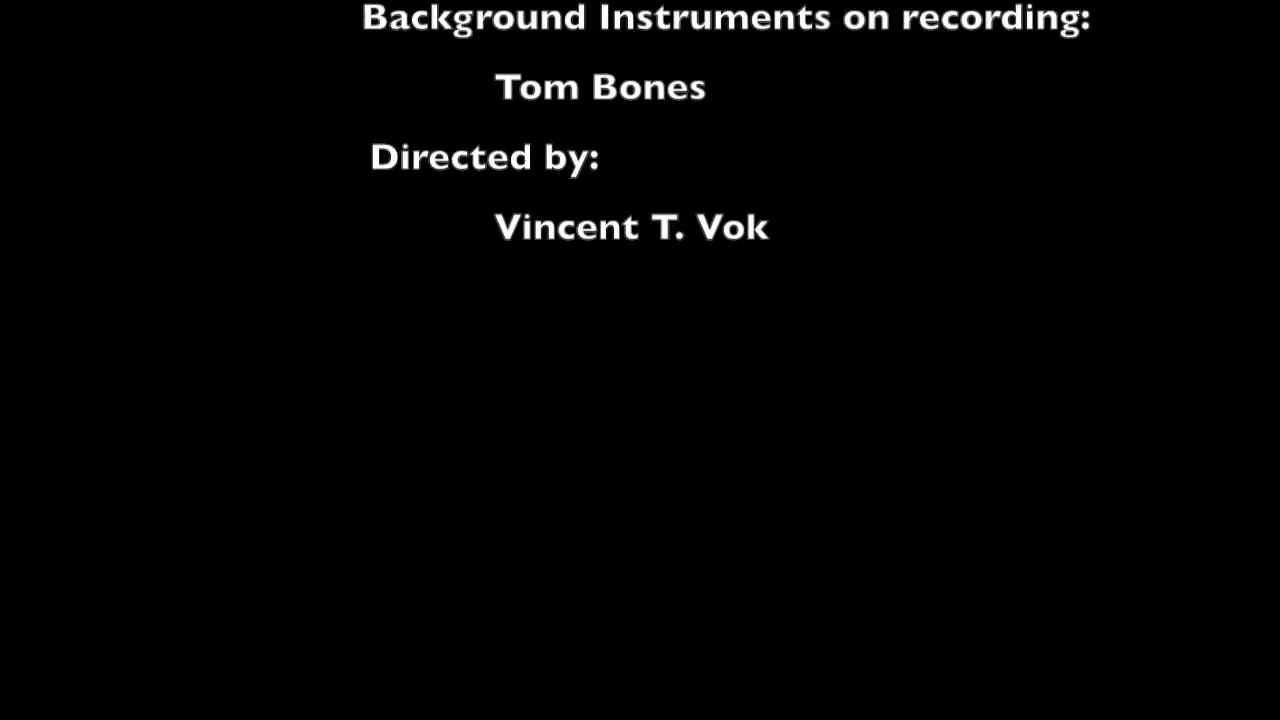 Background Instruments on recording:
Tom Bones
Directed by:
Vincent T. Vok